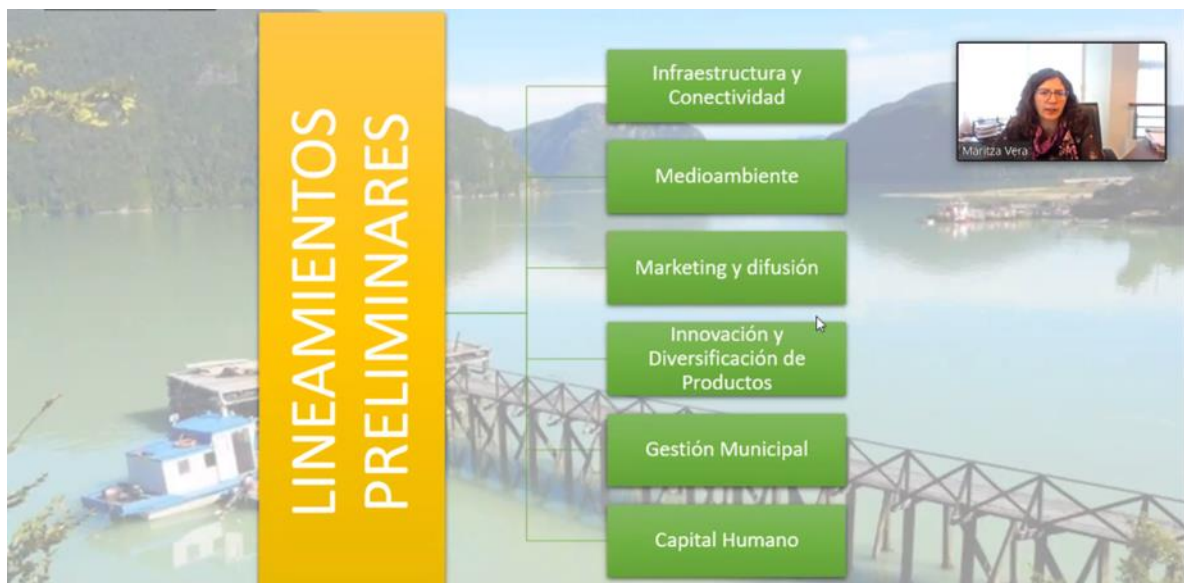 LINEAMIENTOS
PRELIMINARES
Infraestructura y
Conectividad
Medioambiente
Marketing y difusión
Innovación y
Diversificación de
Productos
Gestión Municipal
Capital Humano
Maritza Vera